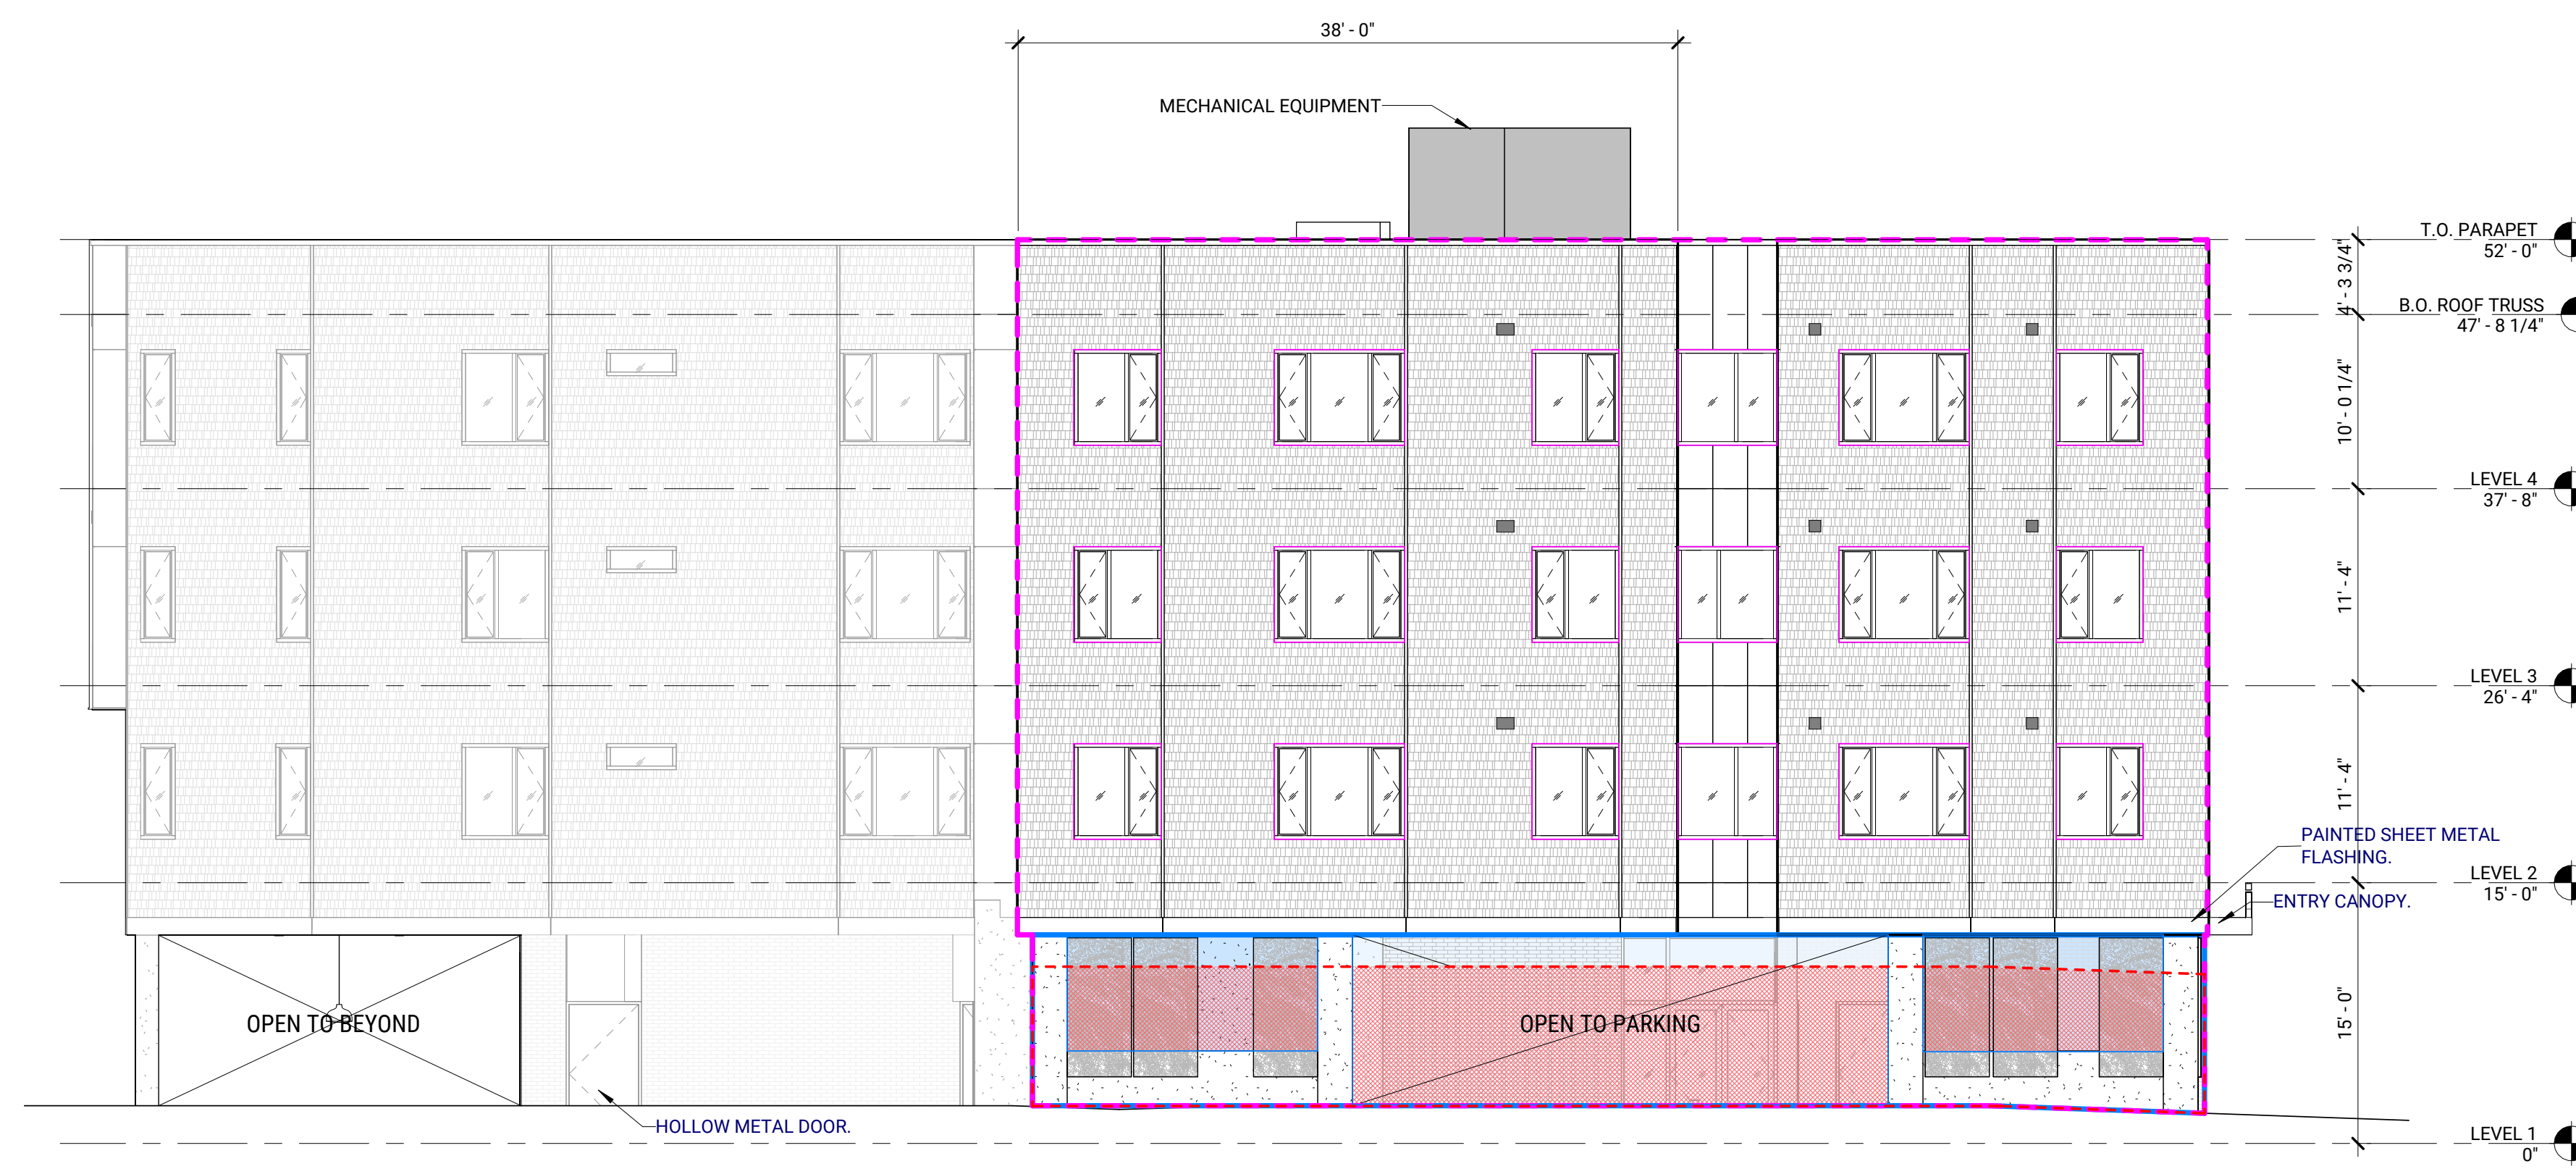 38' - 0"
MECHANICAL EQUIPMENT
T.O. PARAPET
52' - 0"
4' - 3 3/4"
B.O. ROOF TRUSS
47' - 8 1/4"
10' - 0 1/4"
LEVEL 4
37' - 8"
11' - 4"
LEVEL 3
26' - 4"
11' - 4"
PAINTED SHEET METAL
FLASHING.
LEVEL 2
15' - 0"
ENTRY CANOPY.
OPEN TO BEYOND
OPEN TO PARKING
15' - 0"
HOLLOW METAL DOOR.
LEVEL 1
0"